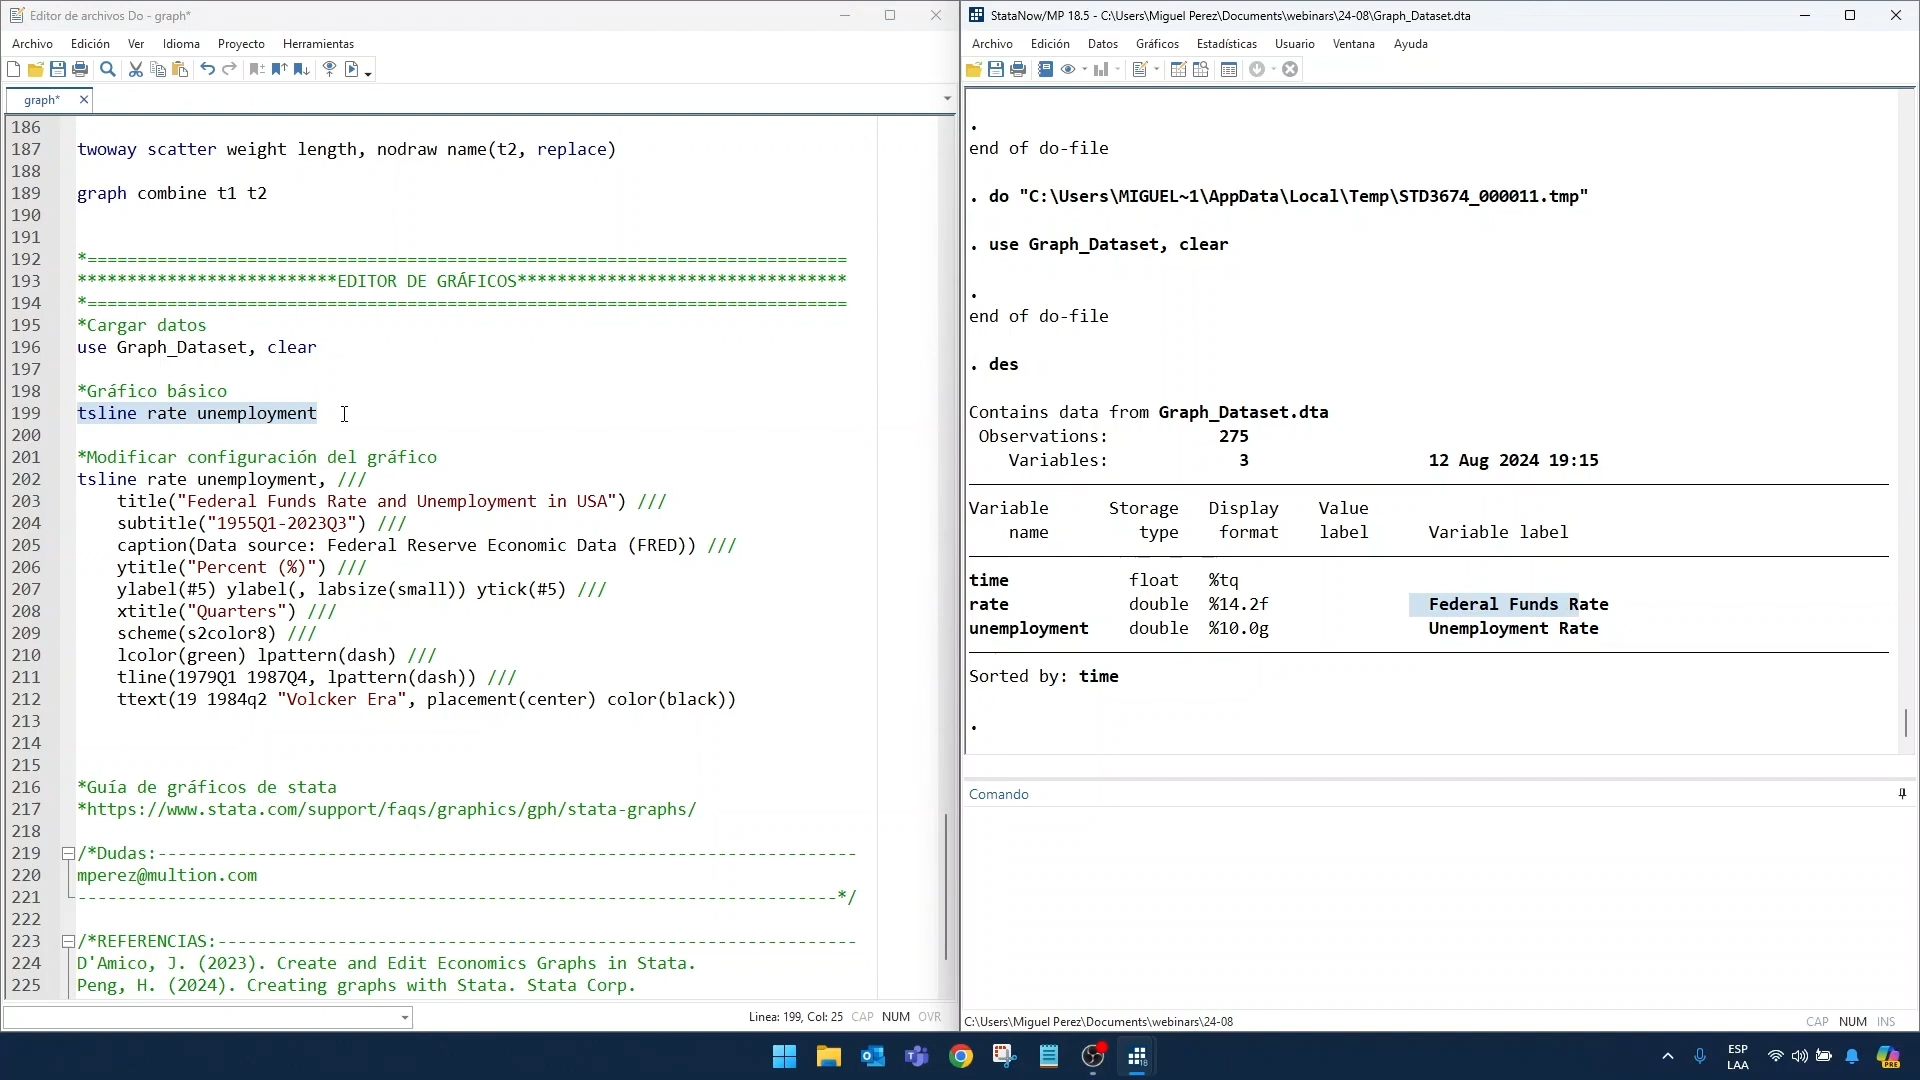 Editor de archivos Do - graph*
Archivo Edición Ver Idioma Proyecto Herramientas
graph*
186
187 twoway scatter weight length, nodraw name(t2, replace)
188
189 graph combine t1 t2
190
191
192 *============================================================================
193 **************************EDITOR DE GRÁFICOS*********************************
194 *============================================================================
195 *Cargar datos
196 use Graph_Dataset, clear
197
198 *Gráfico básico
199 tsline rate unemployment
200
201 *Modificar configuración del gráfico
202 tsline rate unemployment, ///
203 title("Federal Funds Rate and Unemployment in USA") ///
204 subtitle("1955Q1-2023Q3") ///
205 caption(Data source: Federal Reserve Economic Data (FRED)) ///
206 ytitle("Percent (%)") ///
207 ylabel(#5) ylabel(, labsize(small)) ytick(#5) ///
208 xtitle("Quarters") ///
209 scheme(s2color8) ///
210 lcolor(green) lpattern(dash) ///
211 tline(1979Q1 1987Q4, lpattern(dash)) ///
212 ttext(19 1984q2 "Volcker Era", placement(center) color(black))
213
214
215
216 *Guía de gráficos de stata
217 *https://www.stata.com/support/faqs/graphics/gph/stata-graphs/
218
219 /*Dudas:----------------------------------------------------------------------
220 mperez@multion.com
221 ----------------------------------------------------------------------------*/
222
223 /*REFERENCIAS:----------------------------------------------------------------
224 D'Amico, J. (2023). Create and Edit Economics Graphs in Stata.
225 Peng, H. (2024). Creating graphs with Stata. Stata Corp.
Linea: 199, Col: 25 CAP NUM OVR
StataNow/MP 18.5 - C:\Users\Miguel Perez\Documents\webinars\24-08\Graph_Dataset.dta
Archivo Edición Datos Gráficos Estadísticas Usuario Ventana Ayuda
.
end of do-file
. do "C:\Users\MIGUEL~1\AppData\Local\Temp\STD3674_000011.tmp"
. use Graph_Dataset, clear
.
end of do-file
. des
Contains data from Graph_Dataset.dta
Observations: 275
Variables: 3 12 Aug 2024 19:15
Variable Storage Display Value
name type format label Variable label
time float %tq
rate double %14.2f Federal Funds Rate
unemployment double %10.0g Unemployment Rate
Sorted by: time
.
Comando
C:\Users\Miguel Perez\Documents\webinars\24-08
CAP NUM INS
ESP
LAA
18
PRE